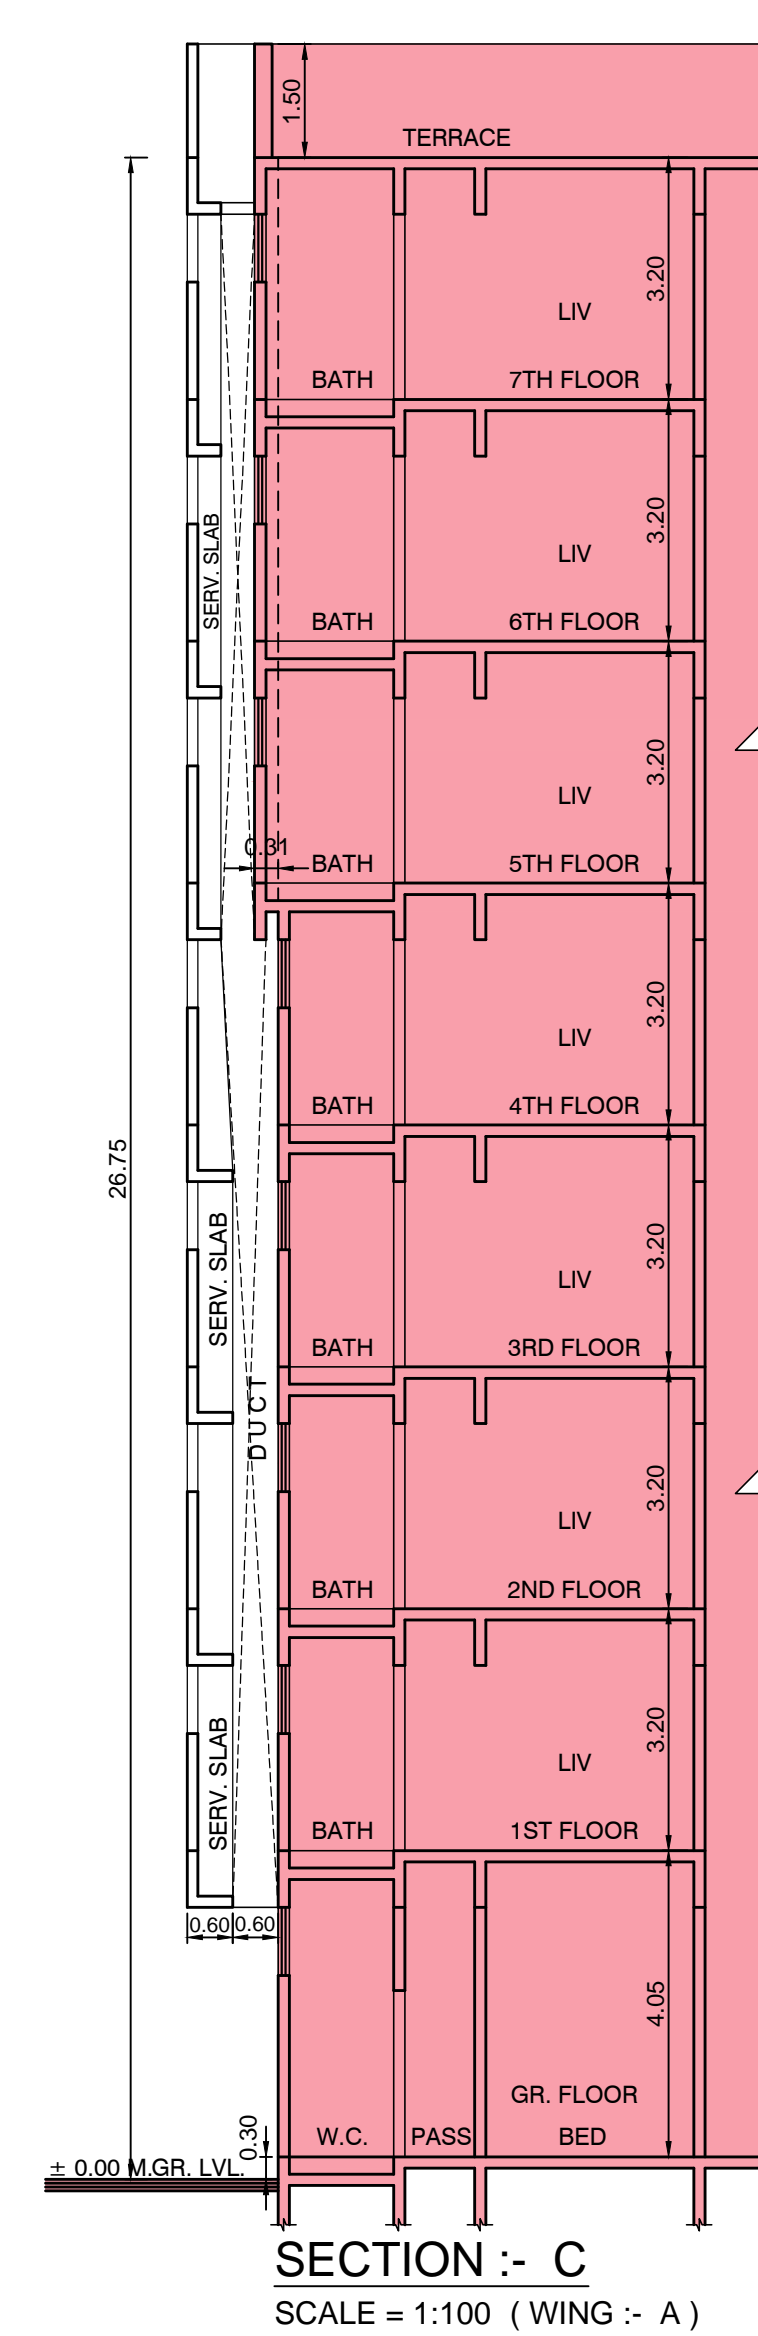 1.50
TERRACE
3.20
LIV
BATH 7TH FLOOR
3.20
SERV. SLAB
LIV
BATH 6TH FLOOR
3.20
LIV
0.31
BATH 5TH FLOOR
3.20
LIV
BATH 4TH FLOOR
26.75
3.20
SERV. SLAB
LIV
BATH 3RD FLOOR
DUCT
3.20
LIV
BATH 2ND FLOOR
3.20
SERV. SLAB
LIV
BATH 1ST FLOOR
0.60 0.60
4.05
GR. FLOOR
0.30
W.C. PASS BED
± 0.00 M.GR. LVL.
SECTION :- C
SCALE = 1:100 ( WING :- A )